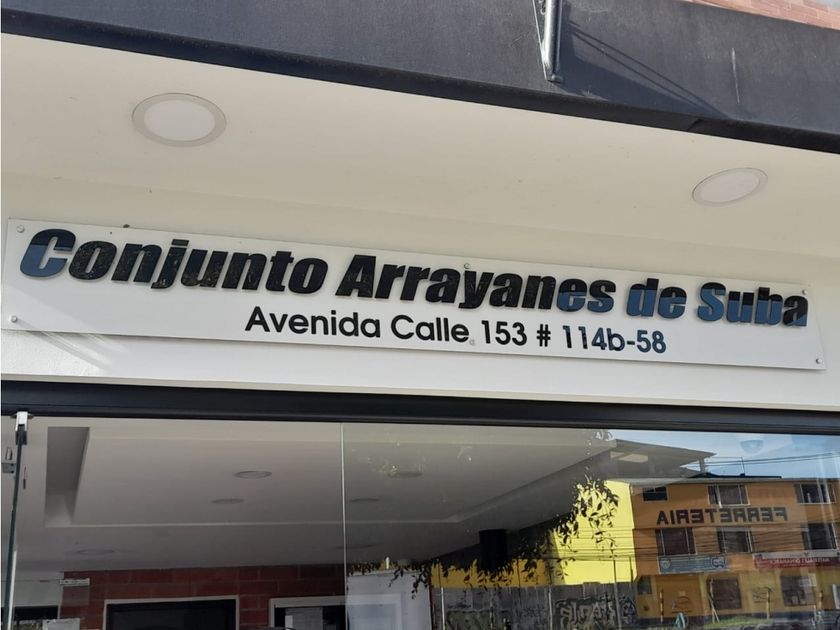 Conjunto Arrayanes de Suba
Avenida Calle 153 # 114b-58
FERRETERIA